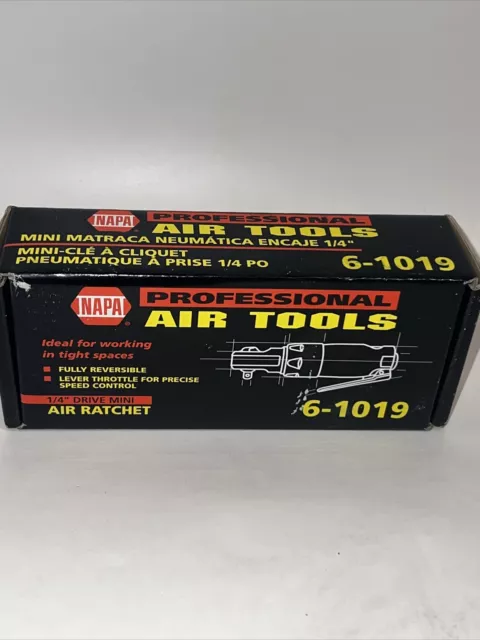 NAPA
PROFESSIONAL
AIR TOOLS
MINI MATRACA NEUMÁTICA ENCAJE 1/4"
MINI-CLÉ À CLIQUET
PNEUMATIQUE À PRISE 1/4 PO
6-1019
NAPA
PROFESSIONAL
AIR TOOLS
Ideal for working
in tight spaces
FULLY REVERSIBLE
LEVER THROTTLE FOR PRECISE
SPEED CONTROL
1/4" DRIVE MINI
AIR RATCHET
6-1019